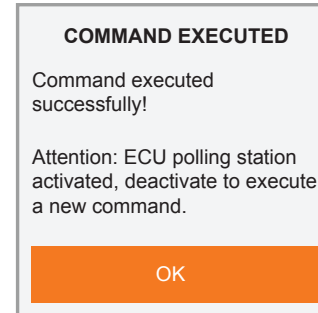 COMMAND EXECUTED
Command executed
successfully!
Attention: ECU polling station
activated, deactivate to execute
a new command.
OK